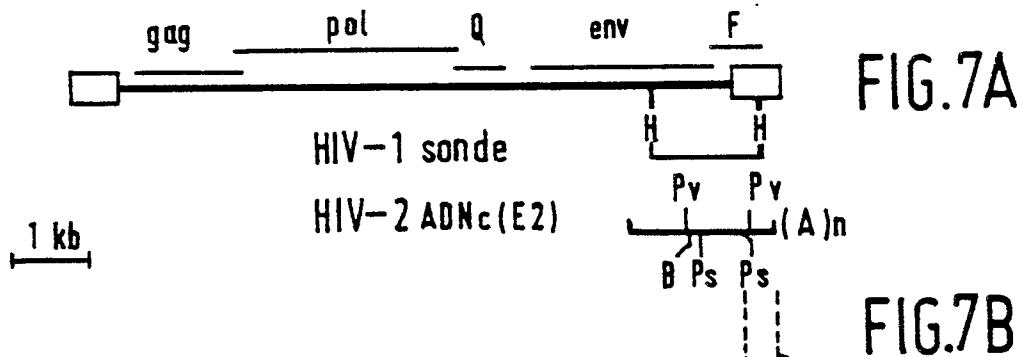 gag pol Q env F
FIG.7A
H H
HIV-1 sonde
Pv Pv
HIV-2 ADNc(E2) (A)n
1 kb
B Ps Ps
FIG.7B